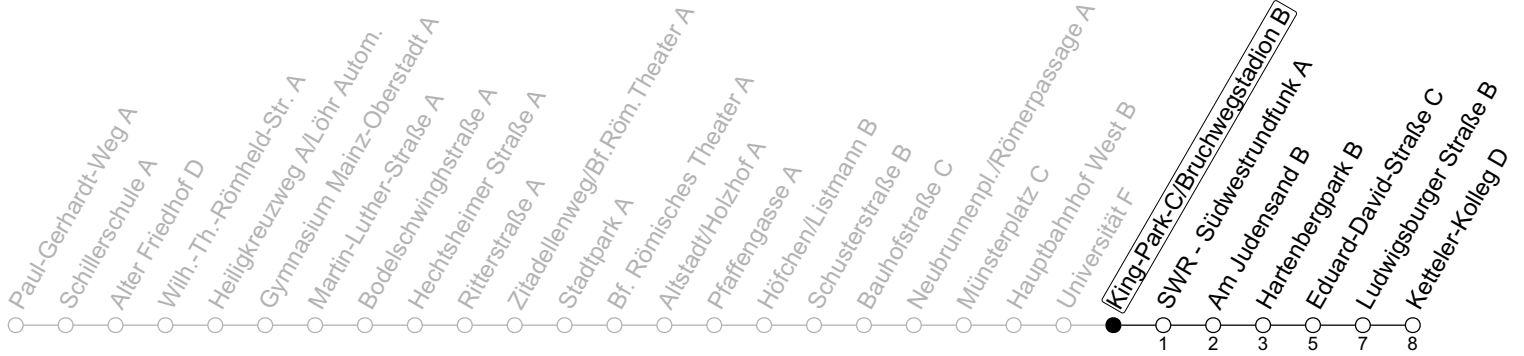 Paul-Gerhardt-Weg A
Schillerschule A
Alter Friedhof D
Wilh.-Th.-Römheld-Str. A
Heiligkreuzweg A/Löhr Autom.
Gymnasium Mainz-Oberstadt A
Martin-Luther-Straße A
Bodelschwinghstraße A
Hechtsheimer Straße A
Ritterstraße A
Zitadellenweg/Bf.Röm.Theater A
Stadtpark A
Bf. Römisches Theater A
Altstadt/Holzhof A
Pfaffengasse A
Höfchen/Listmann B
Schusterstraße B
Bauhofstraße C
Neubrunnenpl./Römerpassage A
Münsterplatz C
Hauptbahnhof West B
Universität F
King-Park-C/Bruchwegstadion B
SWR - Südwestrundfunk A
Am Judensand B
Hartenbergpark B
Eduard-David-Straße C
Ludwigsburger Straße B
Ketteler-Kolleg D
1 2 3 5 7 8